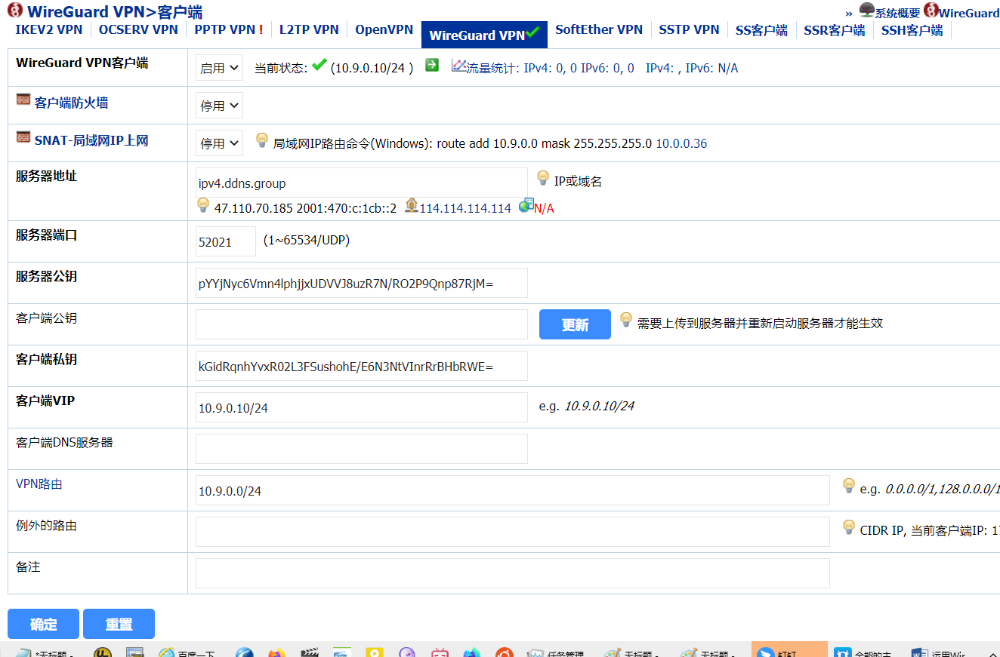 WireGuard VPN>客户端
» 系统概要 WireGuard
IKEV2 VPN OCSERV VPN PPTP VPN ! L2TP VPN OpenVPN WireGuard VPN SoftEther VPN SSTP VPN SS客户端 SSR客户端 SSH客户端
WireGuard VPN客户端 启用 当前状态: (10.9.0.10/24 ) 流量统计: IPv4: 0, 0 IPv6: 0, 0 IPv4: , IPv6: N/A
客户端防火墙 停用
SNAT-局域网IP上网 停用 局域网IP路由命令(Windows): route add 10.9.0.0 mask 255.255.255.0 10.0.0.36
服务器地址 ipv4.ddns.group IP或域名
47.110.70.185 2001:470:c:1cb::2 114.114.114.114 N/A
服务器端口 52021 (1~65534/UDP)
服务器公钥 pYYjNyc6Vmn4lphjjxUDVVJ8uzR7N/RO2P9Qnp87RjM=
客户端公钥 更新 需要上传到服务器并重新启动服务器才能生效
客户端私钥 kGidRqnhYvxR02L3FSushohE/E6N3NtVInrRrBHbRWE=
客户端VIP 10.9.0.10/24 e.g. 10.9.0.10/24
客户端DNS服务器
VPN路由 10.9.0.0/24 e.g. 0.0.0.0/1,128.0.0.0/1
例外的路由 CIDR IP, 当前客户端IP: 1
备注
确定 重置
*无标题 - 百度一下 任务管理 无标题 - 无标题 - 钉钉 全能的主 运用Wir